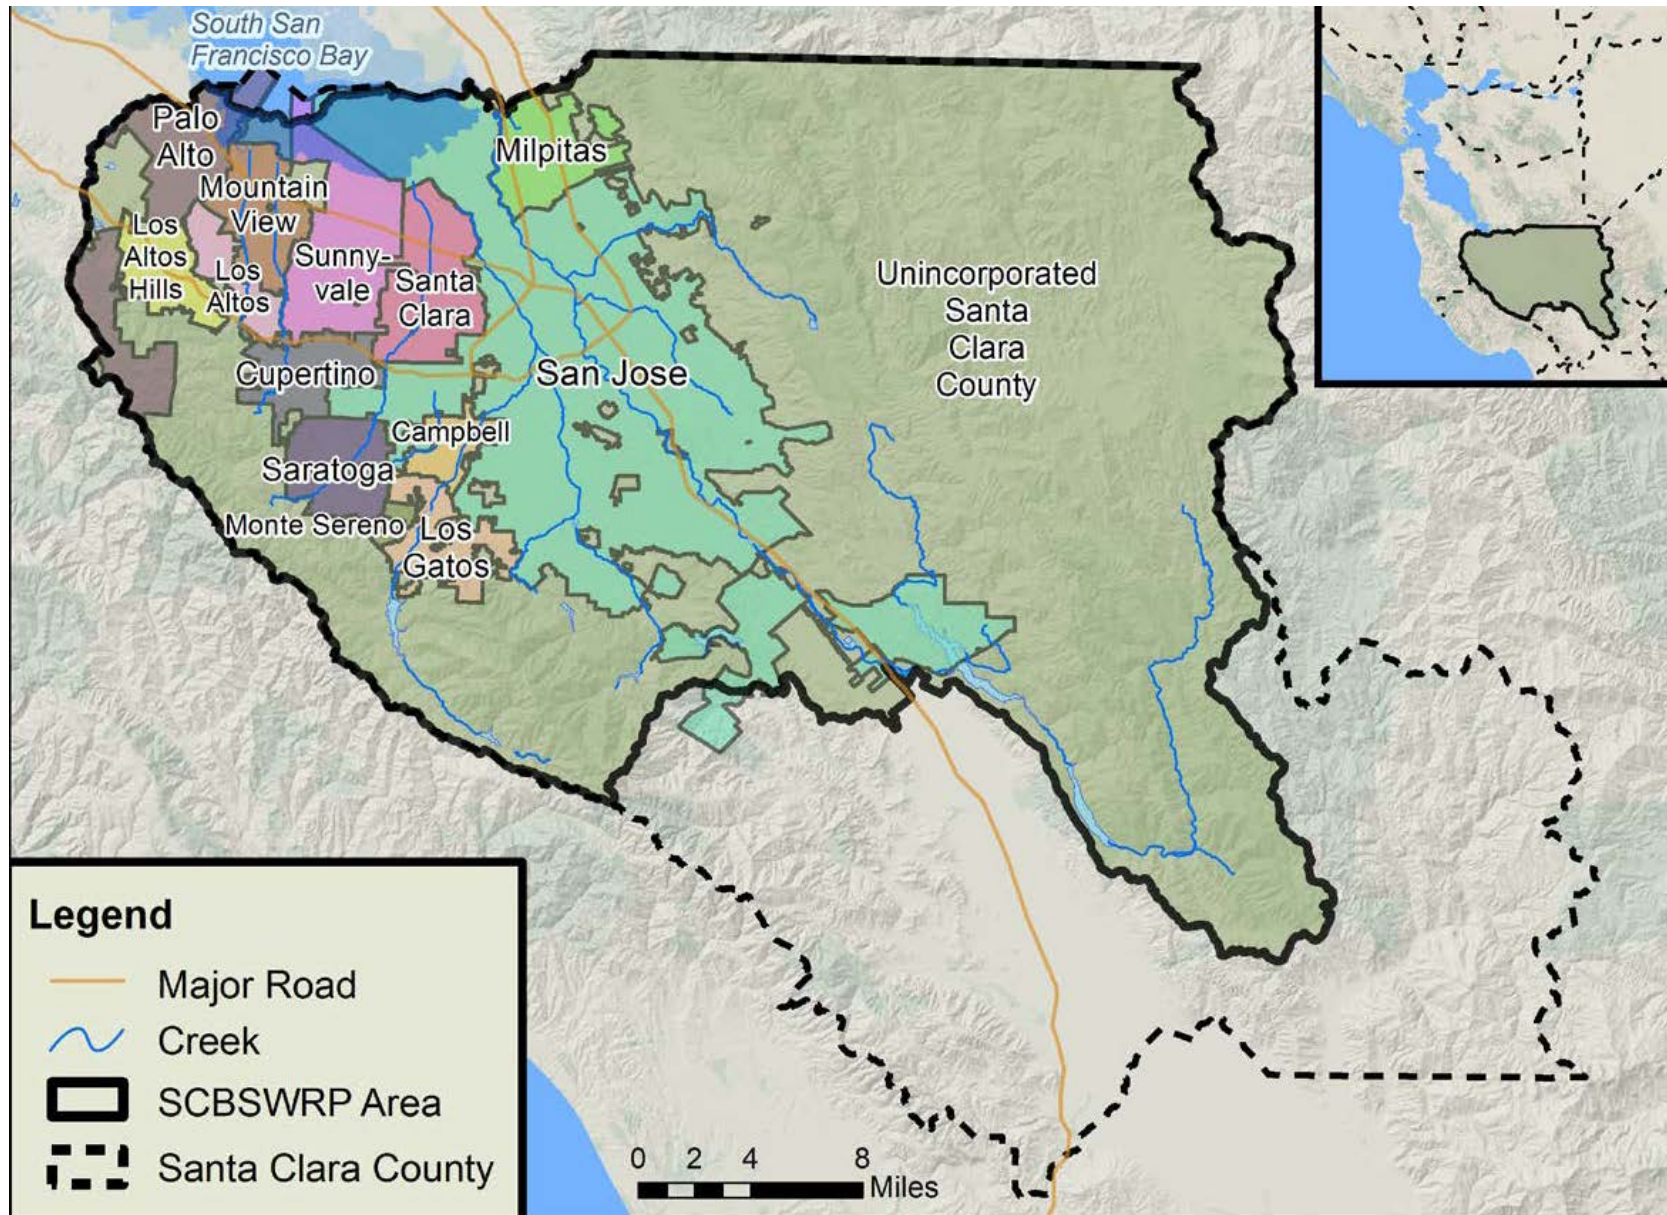 South San
Francisco Bay
Palo
Alto
Milpitas
Mountain
View
Los
Altos
Hills
Los
Altos
Sunny-
vale
Santa
Clara
Unincorporated
Santa
Clara
County
Cupertino
San Jose
Campbell
Saratoga
Monte Sereno
Los
Gatos
Legend
Major Road
Creek
SCBSWRP Area
Santa Clara County
0 2 4 8
Miles